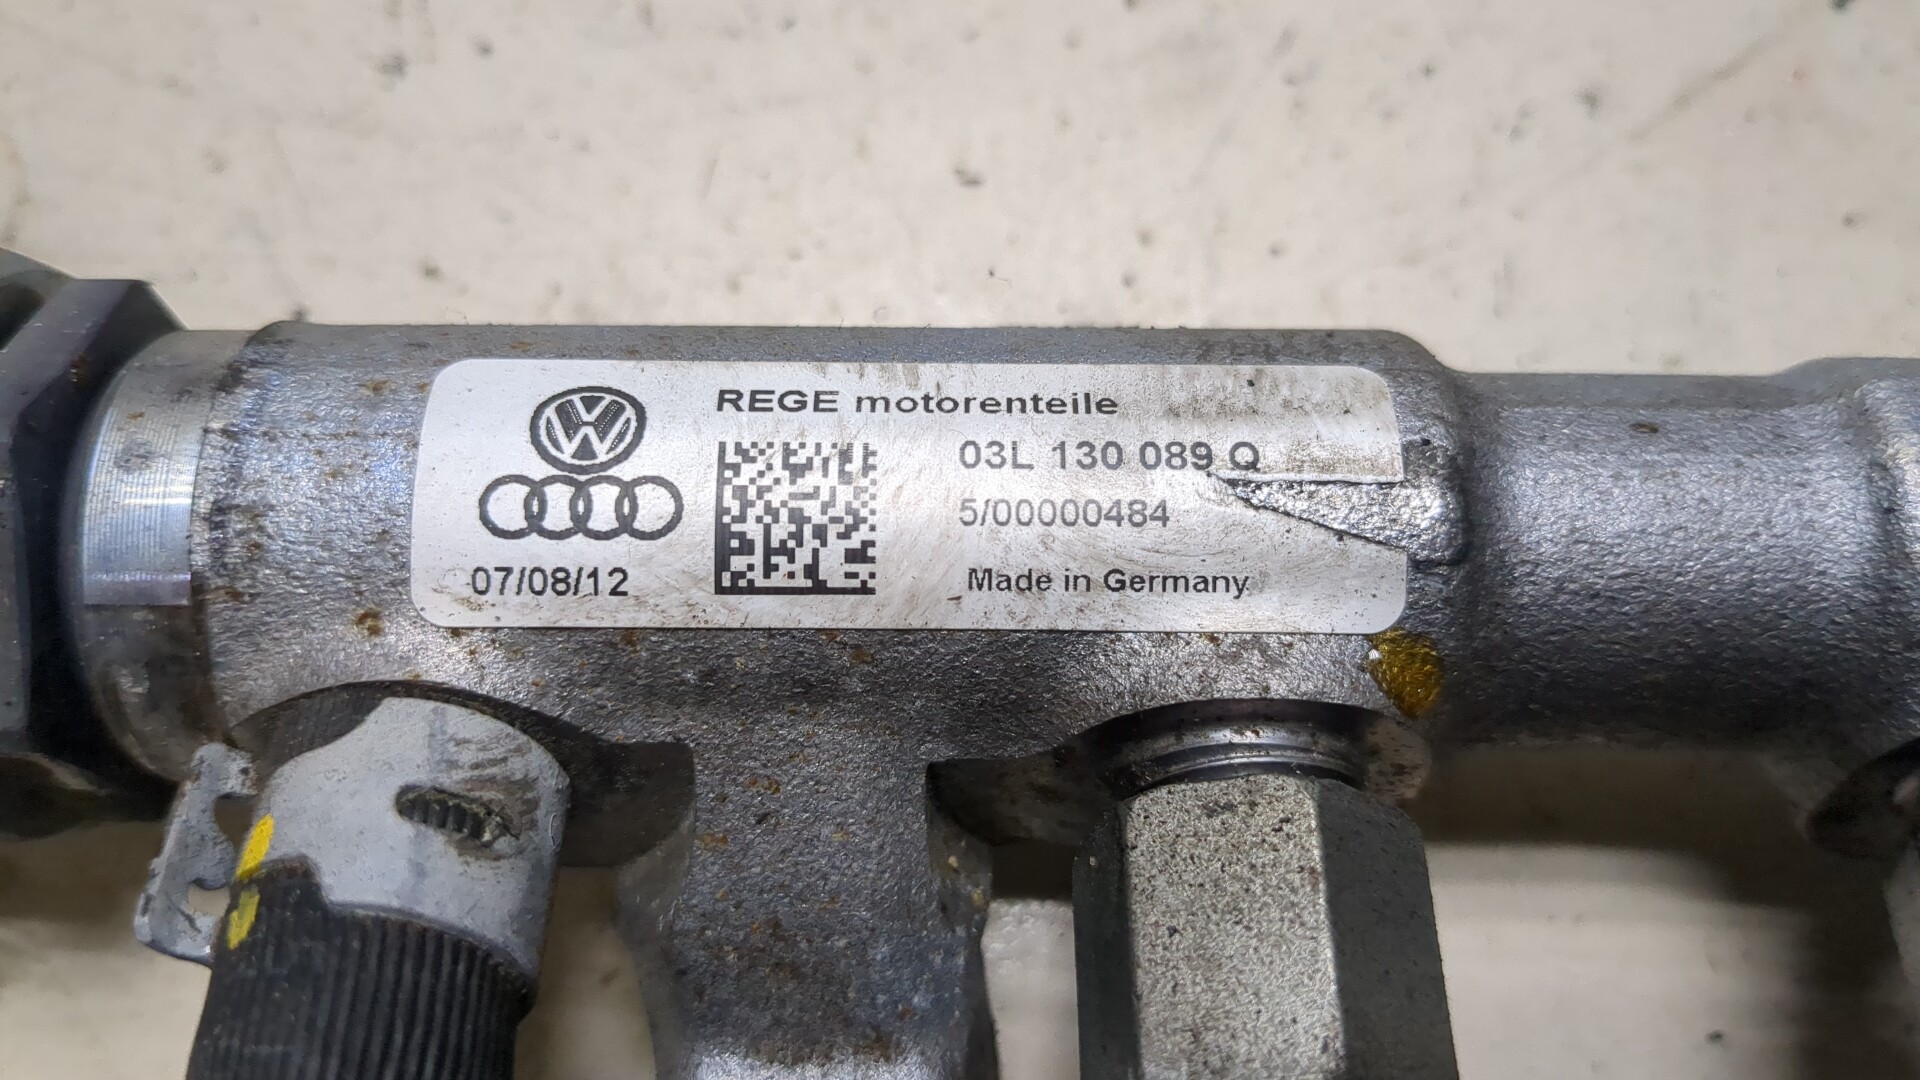 REGE motorenteile
03L 130 089 Q
5/00000484
07/08/12
Made in Germany